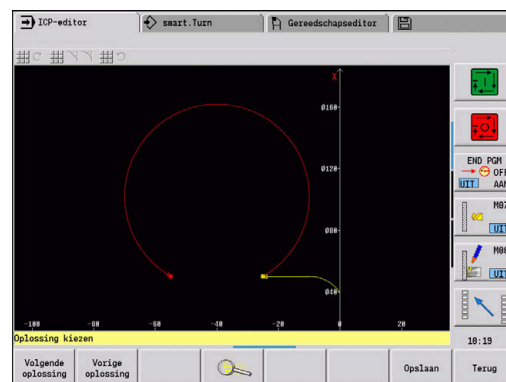 ICP-editor smart.Turn Gereedschapseditor
X
Ø160
Ø120
Ø80
Ø40
-100 -80 -60 -40 -20 0 20
END PGM
OFF
UIT AAN
M07
UIT
M08
UIT
Oplossing kiezen
10:19
Volgende oplossing
Vorige oplossing
Opslaan
Terug